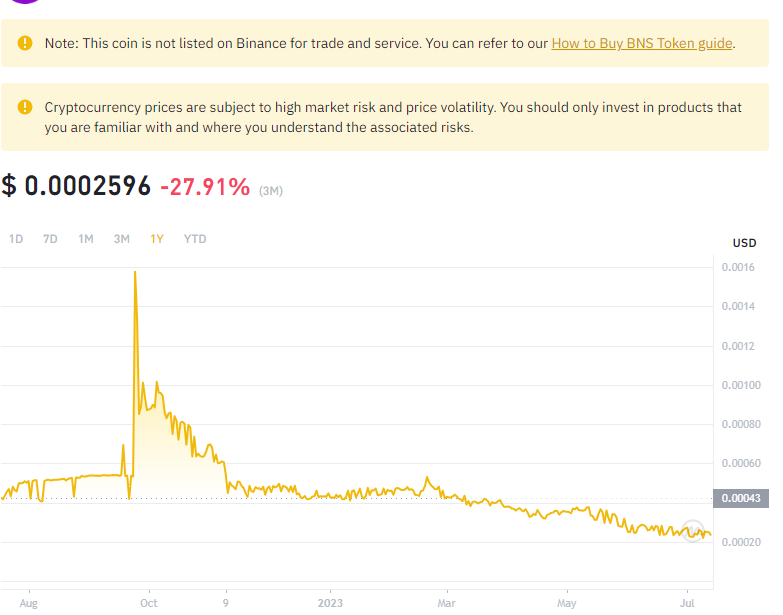 Note: This coin is not listed on Binance for trade and service. You can refer to our How to Buy BNS Token guide.
Cryptocurrency prices are subject to high market risk and price volatility. You should only invest in products that
you are familiar with and where you understand the associated risks.
$ 0.0002596 -27.91% (3M)
1D 7D 1M 3M 1Y YTD
USD
0.0016
0.0014
0.0012
0.00100
0.00080
0.00060
0.00043
0.00020
Aug Oct 9 2023 Mar May Jul